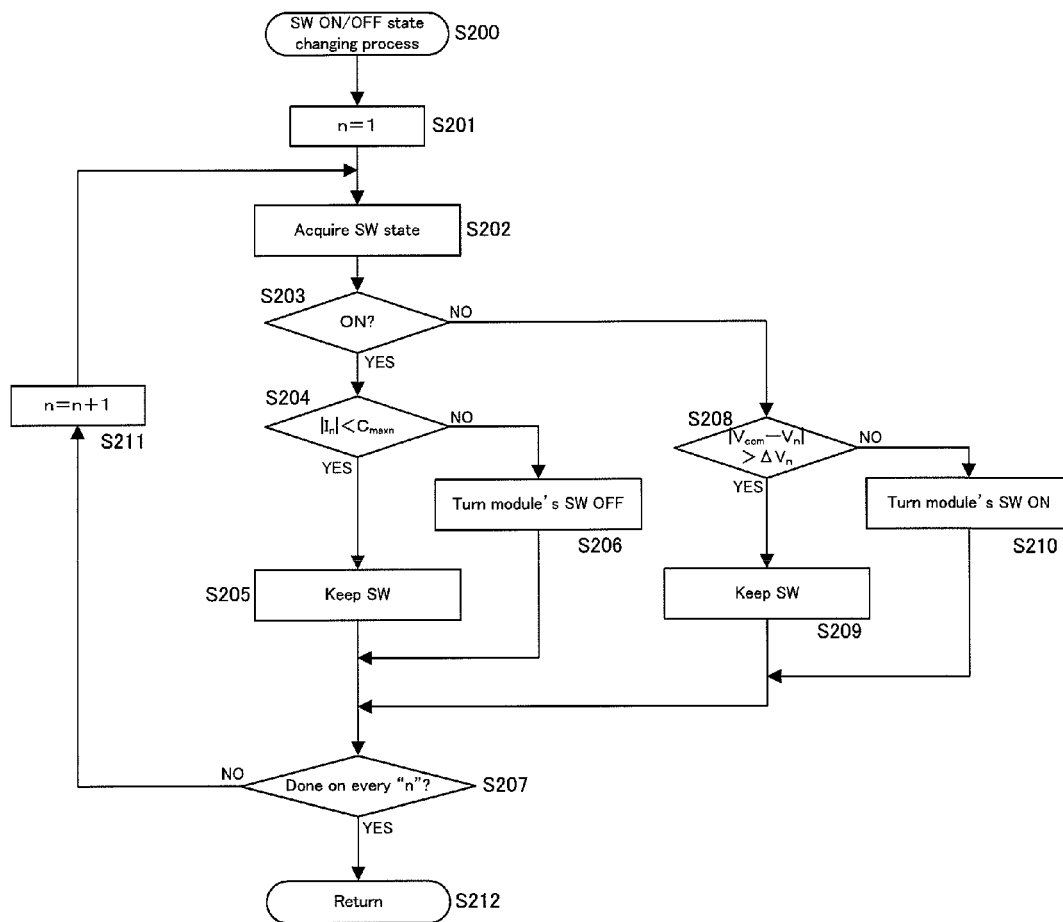 SW ON/OFF state
changing process
S200
n=1
S201
Acquire SW state
S202
S203
ON?
NO
YES
n=n+1
S211
S204
|Iₙ|<Cₘₐₓₙ
NO
YES
S208
|V_com−Vₙ|
>ΔVₙ
NO
YES
Turn module's SW OFF
S206
Turn module's SW ON
S210
S205
Keep SW
Keep SW
S209
NO
Done on every "n"?
S207
YES
Return
S212